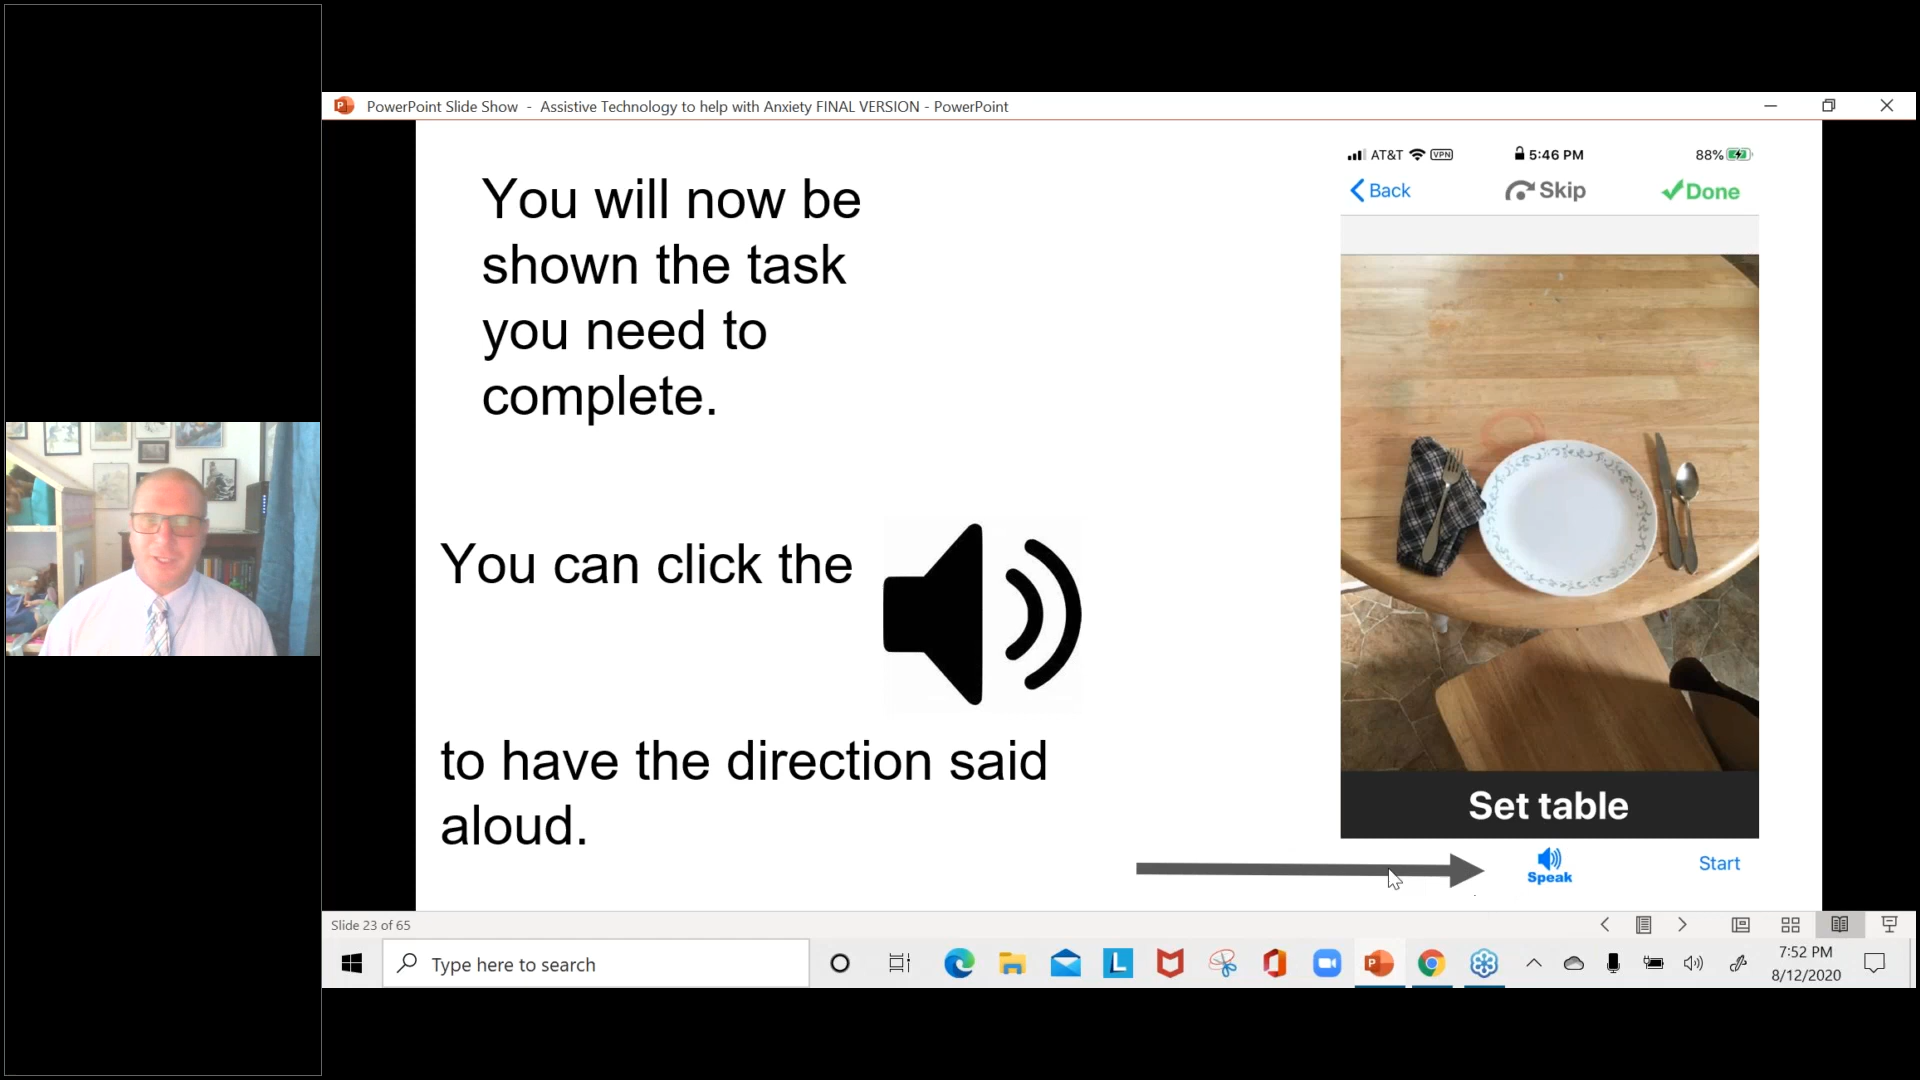 PowerPoint Slide Show - Assistive Technology to help with Anxiety FINAL VERSION - PowerPoint
You will now be
shown the task
you need to
complete.
You can click the
to have the direction said
aloud.
AT&T VPN 5:46 PM 88%
Back Skip Done
Set table
Speak Start
Slide 23 of 65
Type here to search
7:52 PM
8/12/2020